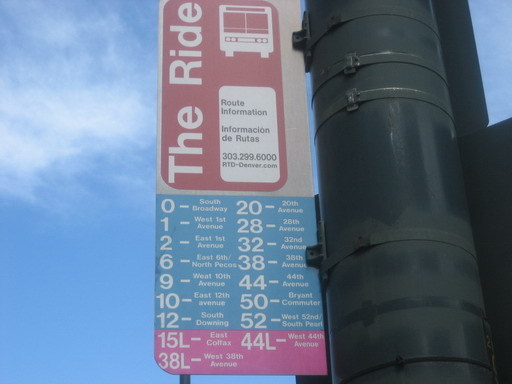 The Ride
Route
Information
Información
de Rutas
303.299.6000
RTD-Denver.com
0 - South Broadway
1 - West 1st Avenue
2 - East 1st Avenue
6 - East 6th/ North Pecos
9 - West 10th Avenue
10 - East 12th avenue
12 - South Downing
20 - 20th Avenue
28 - 28th Avenue
32 - 32nd Avenue
38 - 38th Avenue
44 - 44th Avenue
50 - Bryant Commuter
52 - West 52nd/ South Pearl
15L - East Colfax
38L - West 38th Avenue
44L - West 44th Avenue